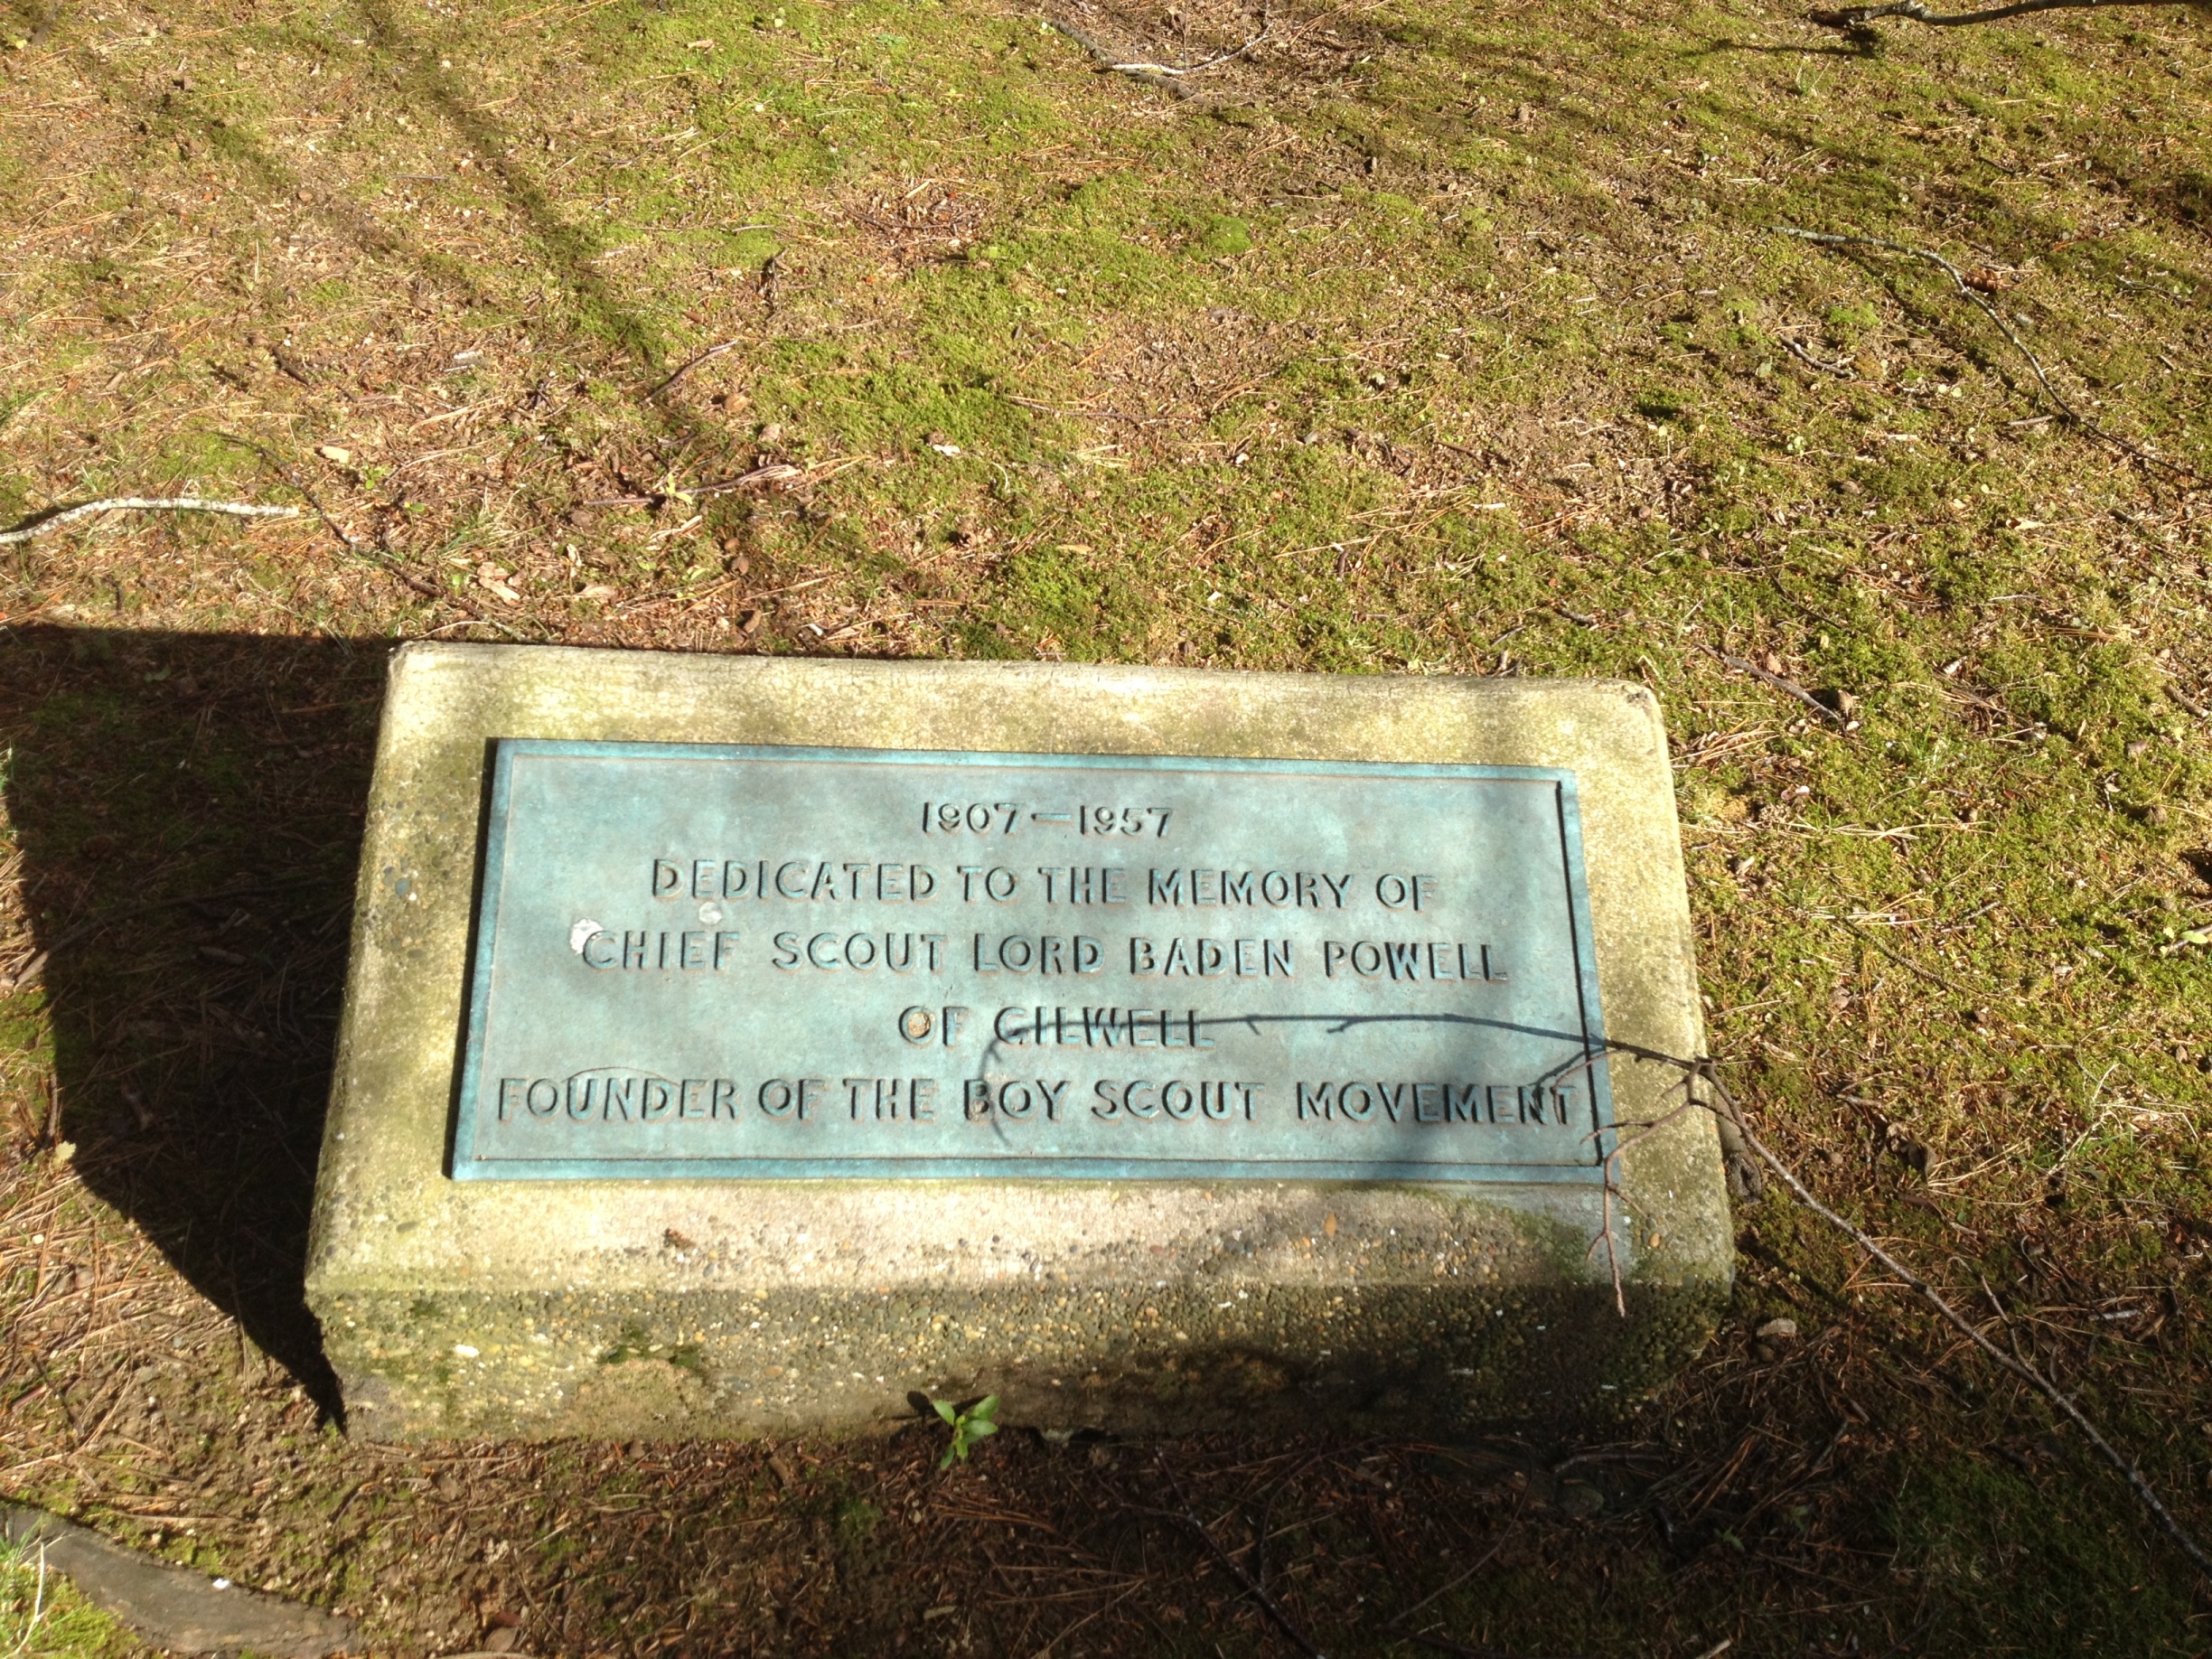 1907—1957
DEDICATED TO THE MEMORY OF
CHIEF SCOUT LORD BADEN POWELL
OF GILWELL
FOUNDER OF THE BOY SCOUT MOVEMENT